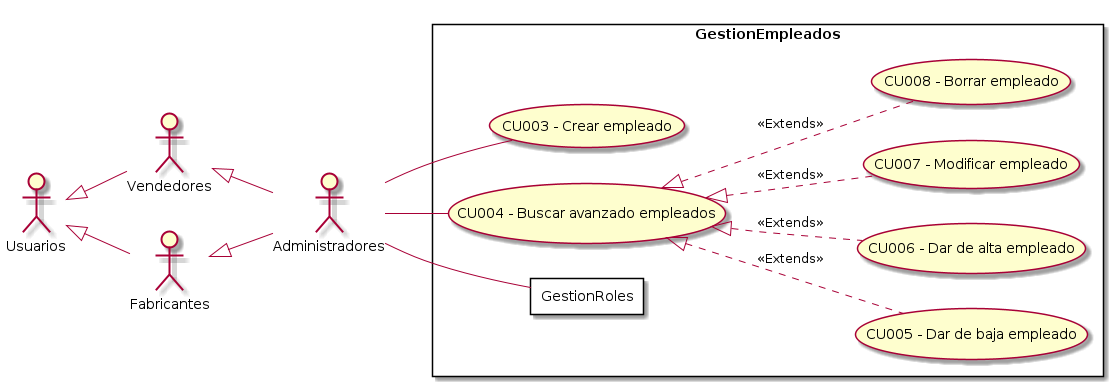 GestionEmpleados
CU008 - Borrar empleado
CU003 - Crear empleado
«Extends»
CU007 - Modificar empleado
«Extends»
Vendedores
CU004 - Buscar avanzado empleados
«Extends»
Usuarios
Administradores
CU006 - Dar de alta empleado
«Extends»
GestionRoles
Fabricantes
CU005 - Dar de baja empleado